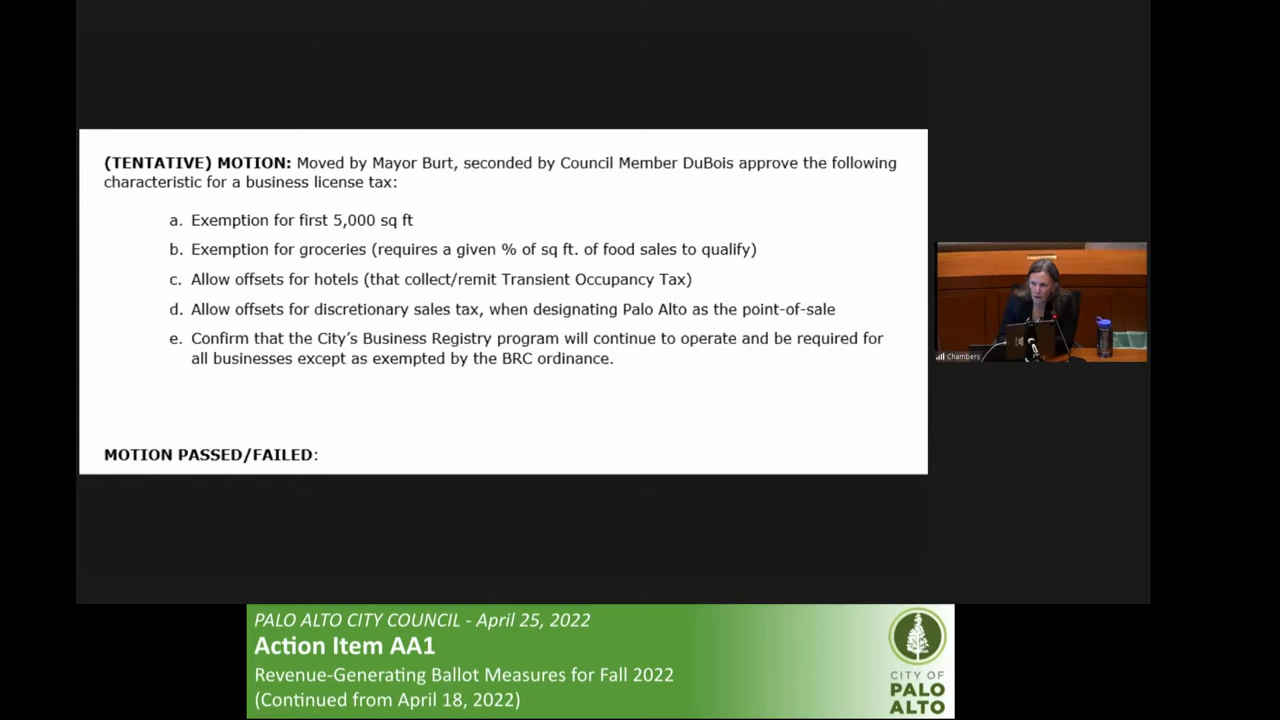 (TENTATIVE) MOTION: Moved by Mayor Burt, seconded by Council Member DuBois approve the following
characteristic for a business license tax:
a. Exemption for first 5,000 sq ft
b. Exemption for groceries (requires a given % of sq ft. of food sales to qualify)
c. Allow offsets for hotels (that collect/remit Transient Occupancy Tax)
d. Allow offsets for discretionary sales tax, when designating Palo Alto as the point-of-sale
e. Confirm that the City's Business Registry program will continue to operate and be required for
all businesses except as exempted by the BRC ordinance.
MOTION PASSED/FAILED:
Chambers
PALO ALTO CITY COUNCIL - April 25, 2022
Action Item AA1
Revenue-Generating Ballot Measures for Fall 2022
(Continued from April 18, 2022)
CITY OF
PALO
ALTO